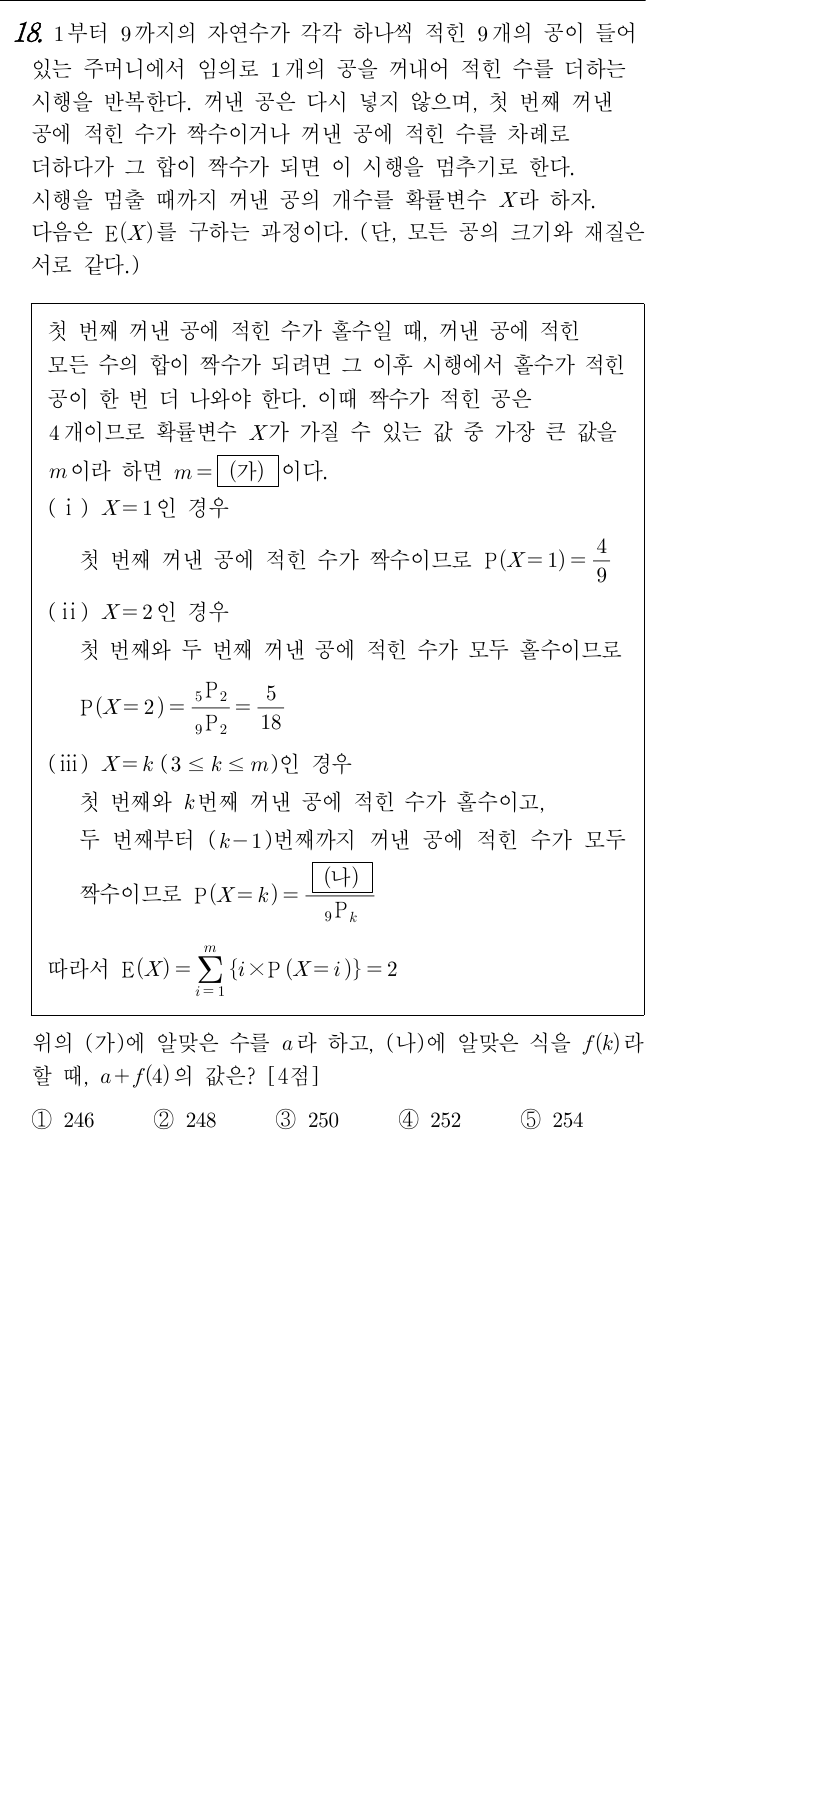 18. 1부터 9까지의 자연수가 각각 하나씩 적힌 9개의 공이 들어
있는 주머니에서 임의로 1개의 공을 꺼내어 적힌 수를 더하는
시행을 반복한다. 꺼낸 공은 다시 넣지 않으며, 첫 번째 꺼낸
공에 적힌 수가 짝수이거나 꺼낸 공에 적힌 수를 차례로
더하다가 그 합이 짝수가 되면 이 시행을 멈추기로 한다.
시행을 멈출 때까지 꺼낸 공의 개수를 확률변수 X라 하자.
다음은 E(X)를 구하는 과정이다. (단, 모든 공의 크기와 재질은
서로 같다.)
첫 번째 꺼낸 공에 적힌 수가 홀수일 때, 꺼낸 공에 적힌
모든 수의 합이 짝수가 되려면 그 이후 시행에서 홀수가 적힌
공이 한 번 더 나와야 한다. 이때 짝수가 적힌 공은
4개이므로 확률변수 X가 가질 수 있는 값 중 가장 큰 값을
m이라 하면 m= (가) 이다.
(ⅰ) X=1인 경우
첫 번째 꺼낸 공에 적힌 수가 짝수이므로 P(X=1)=4/9
(ⅱ) X=2인 경우
첫 번째와 두 번째 꺼낸 공에 적힌 수가 모두 홀수이므로
P(X=2)=₅P₂/₉P₂=5/18
(ⅲ) X=k (3≤k≤m)인 경우
첫 번째와 k번째 꺼낸 공에 적힌 수가 홀수이고,
두 번째부터 (k-1)번째까지 꺼낸 공에 적힌 수가 모두
짝수이므로 P(X=k)= (나) /₉Pₖ
따라서 E(X)=∑_{i=1}^{m}{i×P(X=i)}=2
위의 (가)에 알맞은 수를 a라 하고, (나)에 알맞은 식을 f(k)라
할 때, a+f(4)의 값은? [4점]
① 246 ② 248 ③ 250 ④ 252 ⑤ 254